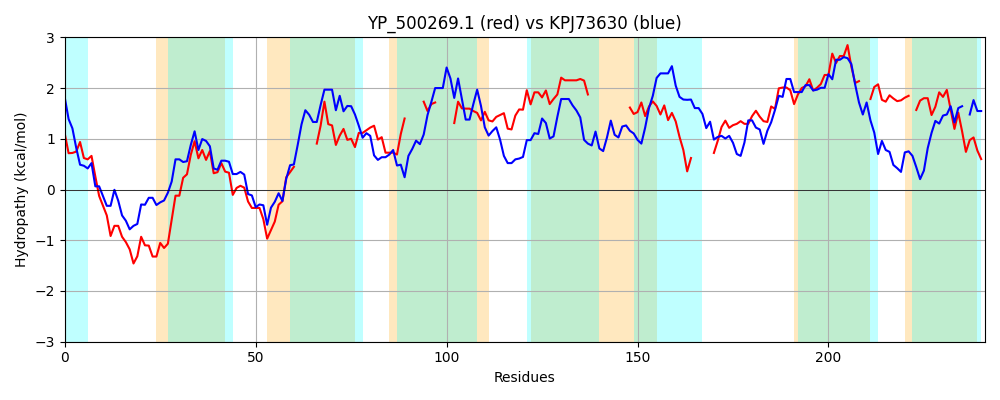 YP_500269.1 (red) vs KPJ73630 (blue)
Hydropathy (kcal/mol)
3
2
1
0
−1
−2
−3
0 50 100 150 200
Residues